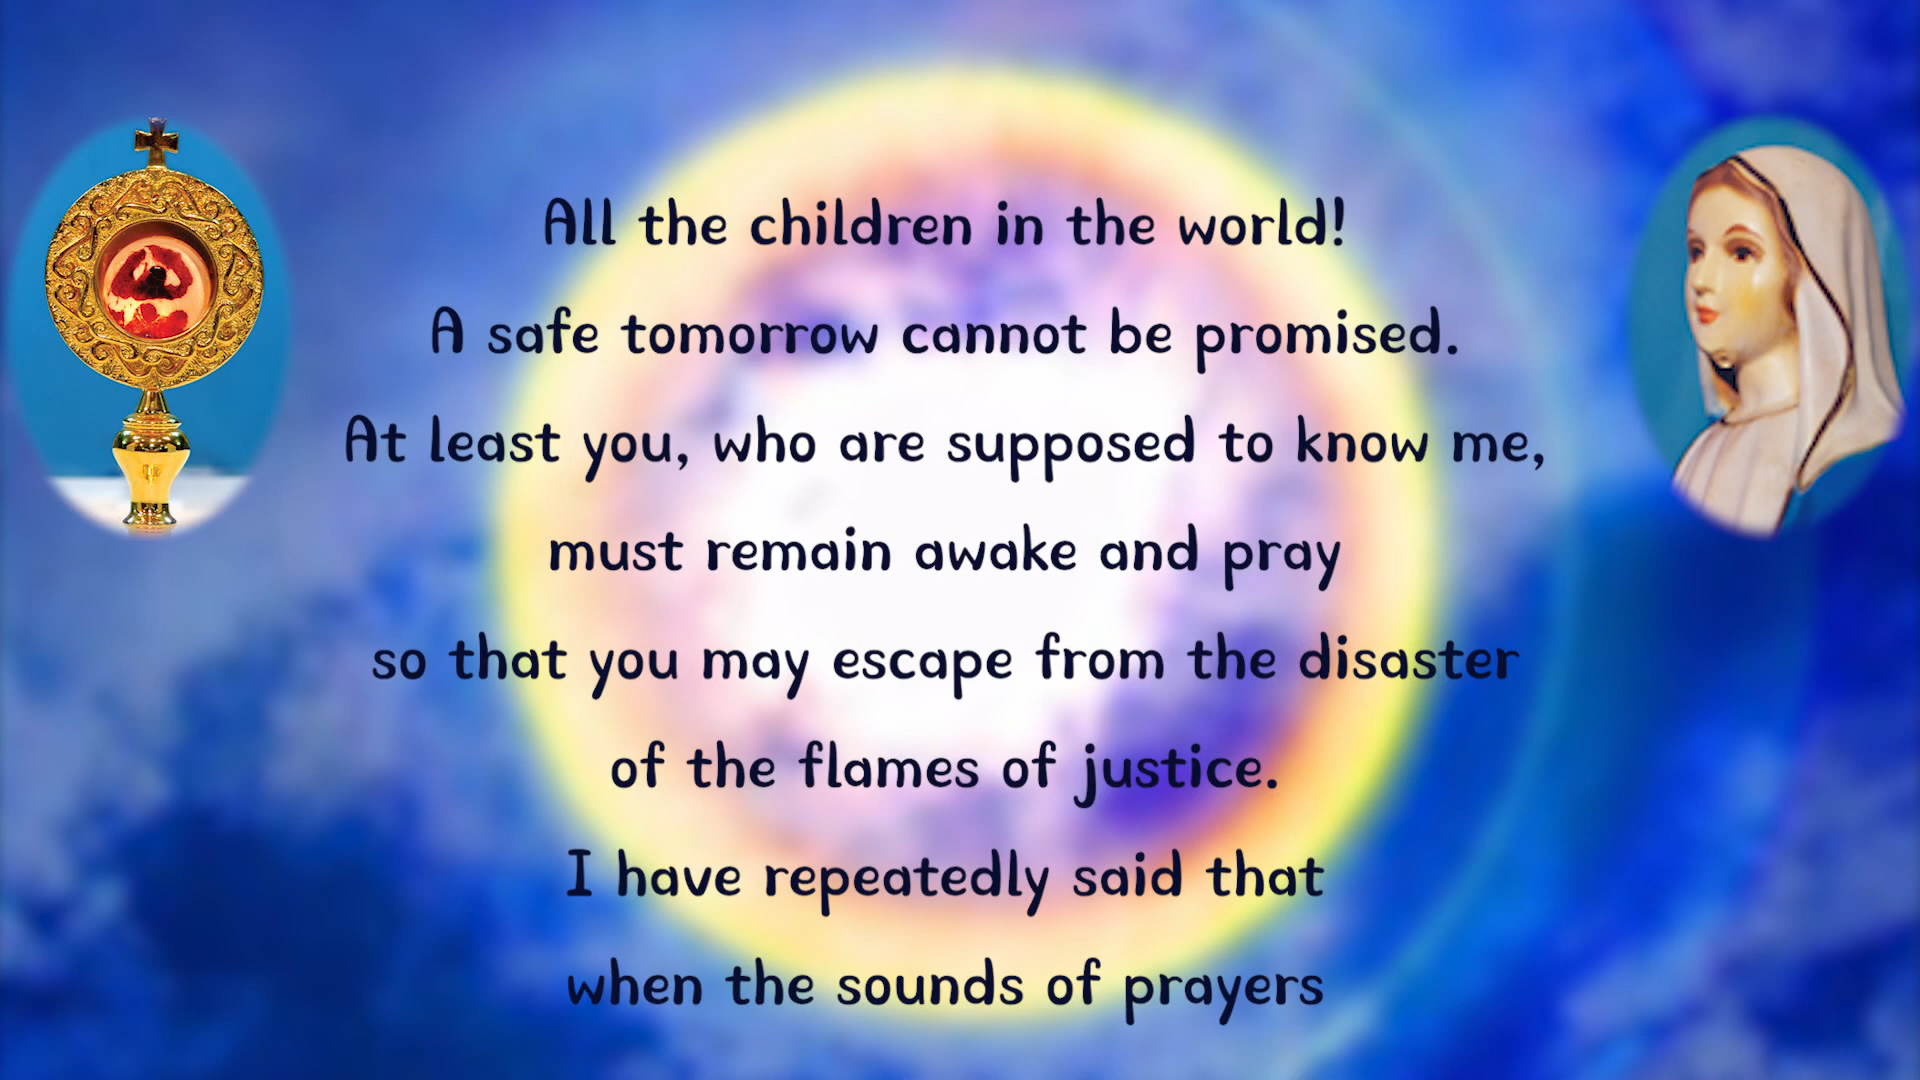 All the children in the world!
A safe tomorrow cannot be promised.
At least you, who are supposed to know me,
must remain awake and pray
so that you may escape from the disaster
of the flames of justice.
I have repeatedly said that
when the sounds of prayers